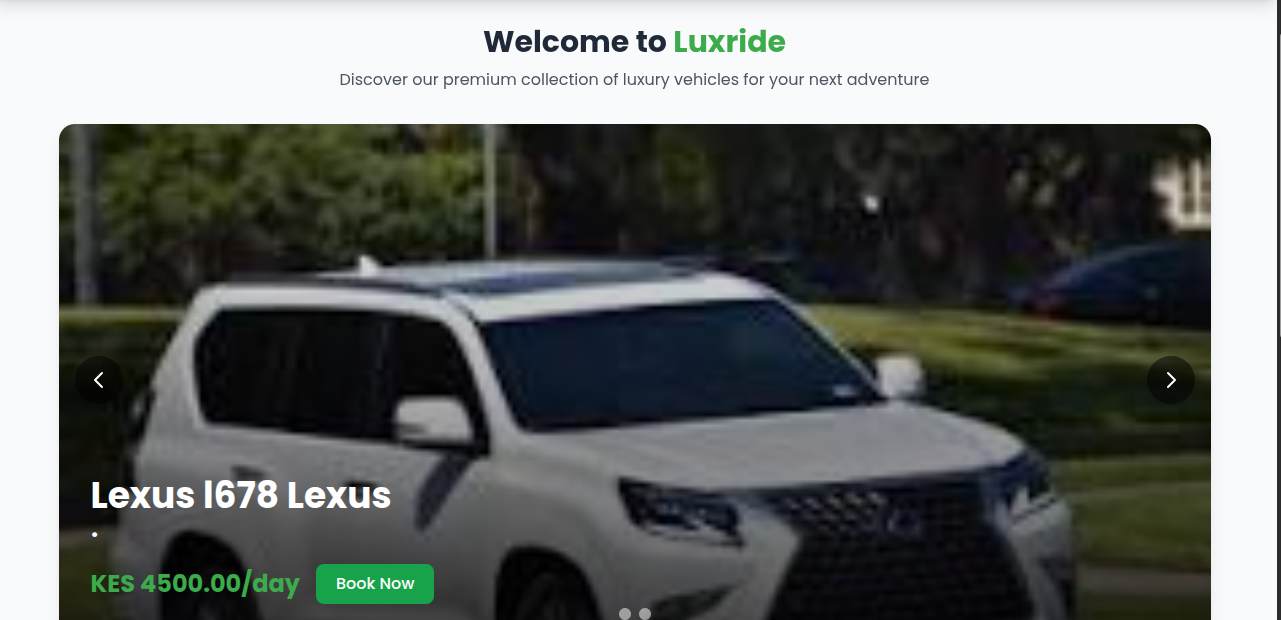 Welcome to Luxride
Discover our premium collection of luxury vehicles for your next adventure
Lexus l678 Lexus
•
KES 4500.00/day
Book Now